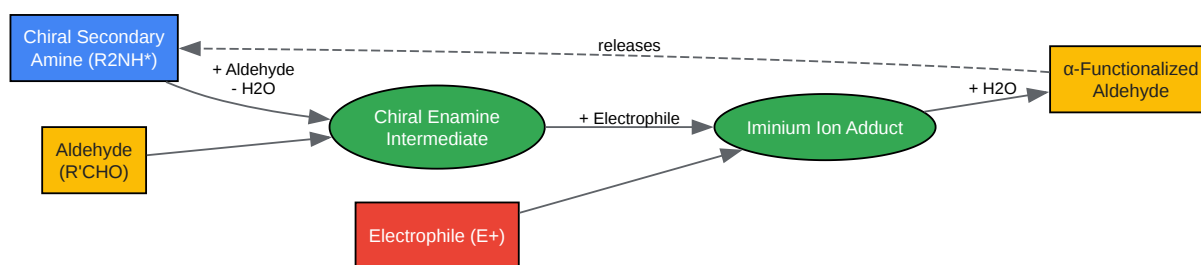 Chiral Secondary
Amine (R2NH*)
releases
α-Functionalized
Aldehyde
+ Aldehyde
- H2O
+ H2O
Chiral Enamine
Intermediate
+ Electrophile
Iminium Ion Adduct
Aldehyde
(R'CHO)
Electrophile (E+)